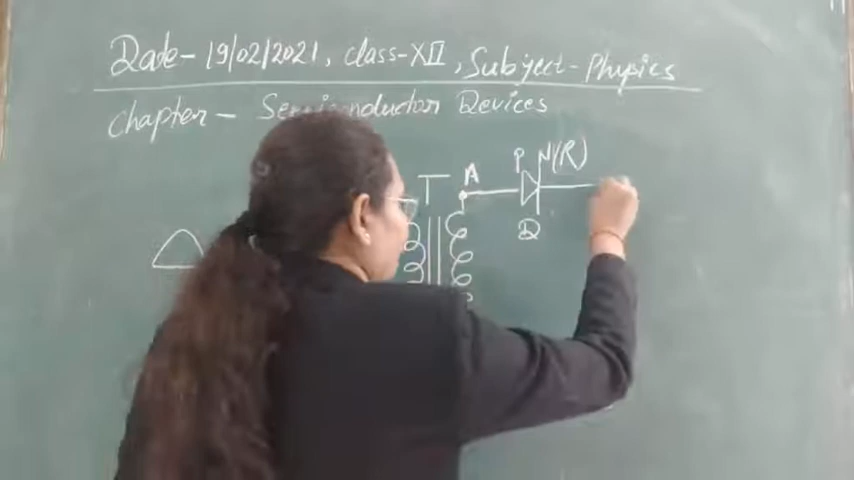 Date - 19/02/2021, class-XII, Subject - Physics
Chapter - Semiconductor Devices
P N(R)
T A
D